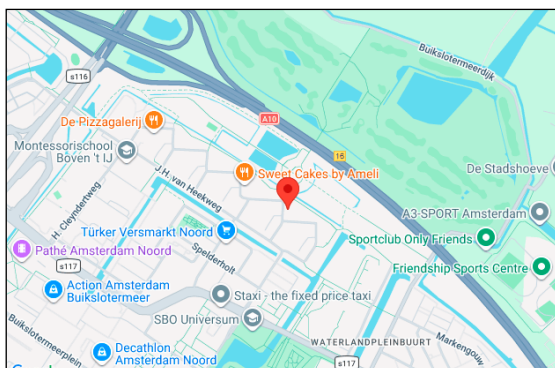 Buikslotermeerdijk
s116
De Pizzagalerij
A10
Montessorischool
Boven 't IJ
16
De Stadshoeve
Sweet Cakes by Ameli
J.H. van Heekweg
H. Cleyndertweg
A3-SPORT Amsterdam
Türker Versmarkt Noord
Sportclub Only Friends
Pathé Amsterdam Noord
Spelderholt
s117
Friendship Sports Centre
Action Amsterdam
Buikslotermeer
Staxi - the fixed price taxi
SBO Universum
Buikslotermeerplein
WATERLANDPLEINBUURT
Markengouw
Decathlon
Amsterdam Noord
s117